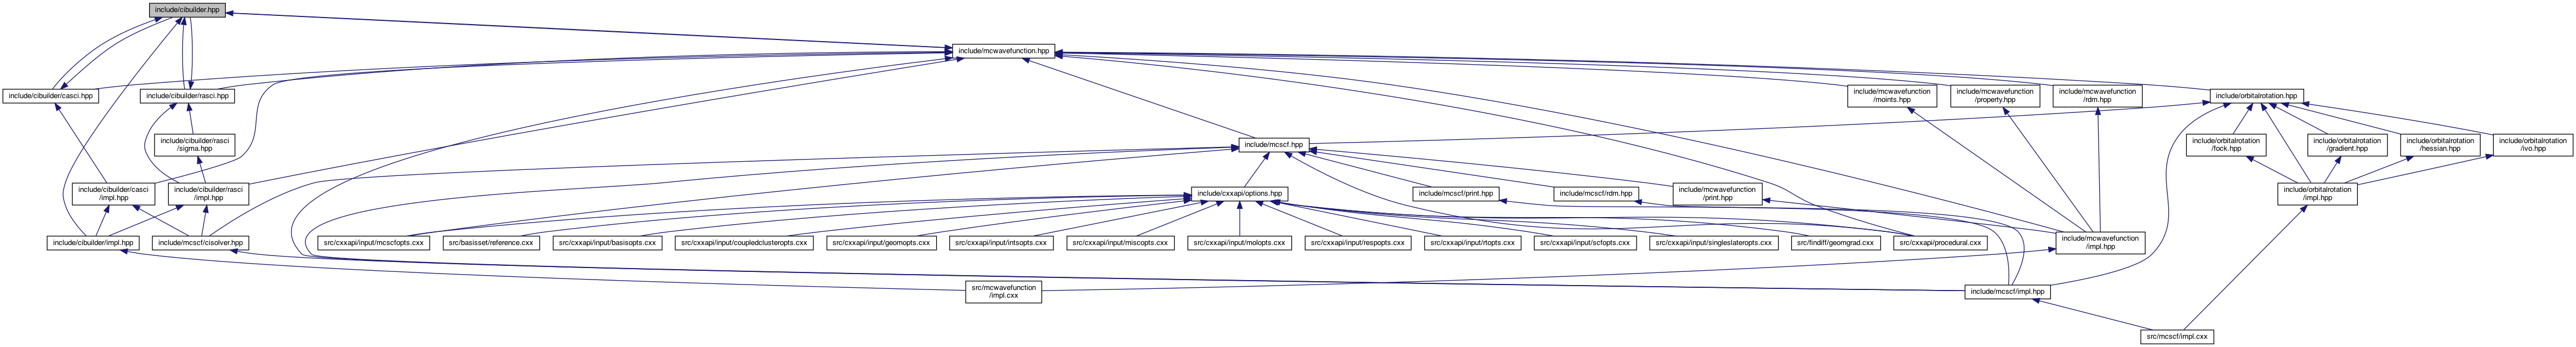 include/cibuilder.hpp
include/mcwavefunction.hpp
include/cibuilder/casci.hpp
include/cibuilder/rasci.hpp
include/mcwavefunction
/moints.hpp
include/mcwavefunction
/property.hpp
include/mcwavefunction
/rdm.hpp
include/orbitalrotation.hpp
include/cibuilder/rasci
/sigma.hpp
include/mcscf.hpp
include/orbitalrotation
/fock.hpp
include/orbitalrotation
/gradient.hpp
include/orbitalrotation
/hessian.hpp
include/orbitalrotation
/ivo.hpp
include/cibuilder/casci
/impl.hpp
include/cibuilder/rasci
/impl.hpp
include/cxxapi/options.hpp
include/mcscf/print.hpp
include/mcscf/rdm.hpp
include/mcwavefunction
/print.hpp
include/orbitalrotation
/impl.hpp
include/cibuilder/impl.hpp
include/mcscf/cisolver.hpp
src/cxxapi/input/mcscfopts.cxx
src/basisset/reference.cxx
src/cxxapi/input/basisopts.cxx
src/cxxapi/input/coupledclusteropts.cxx
src/cxxapi/input/geomopts.cxx
src/cxxapi/input/intsopts.cxx
src/cxxapi/input/miscopts.cxx
src/cxxapi/input/molopts.cxx
src/cxxapi/input/respopts.cxx
src/cxxapi/input/rtopts.cxx
src/cxxapi/input/scfopts.cxx
src/cxxapi/input/singleslateropts.cxx
src/findiff/geomgrad.cxx
src/cxxapi/procedural.cxx
include/mcwavefunction
/impl.hpp
src/mcwavefunction
/impl.cxx
include/mcscf/impl.hpp
src/mcscf/impl.cxx